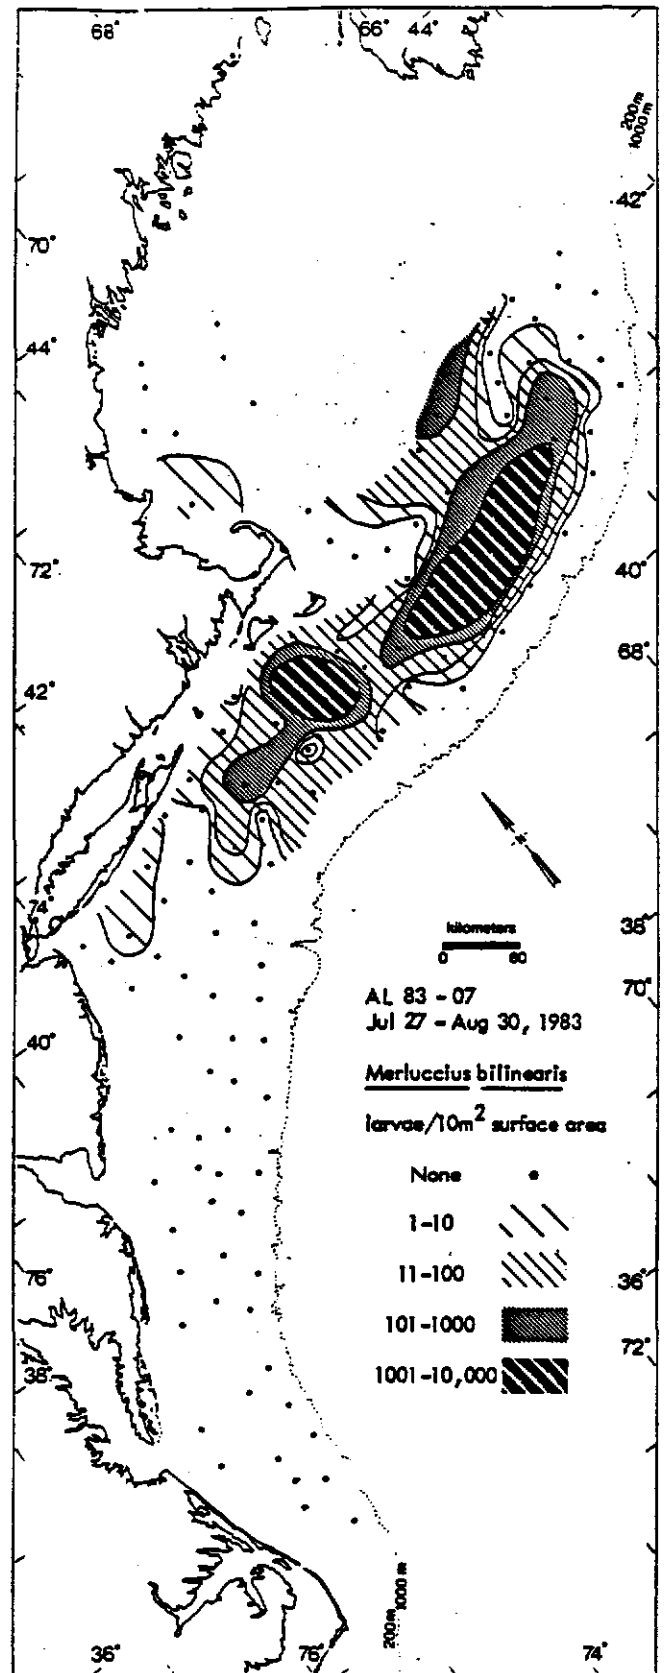 68°
66° 44°
200m
1000m
42°
70°
44°
72°
40°
68°
42°
74°
38°
kilometers
0 60
70°
AL 83 - 07
Jul 27 - Aug 30, 1983
40°
Merluccius bilinearis
larvae/10m² surface area
None
1-10
11-100
76°
36°
101-1000
72°
38°
1001-10,000
200m
1000m
36°
76°
74°